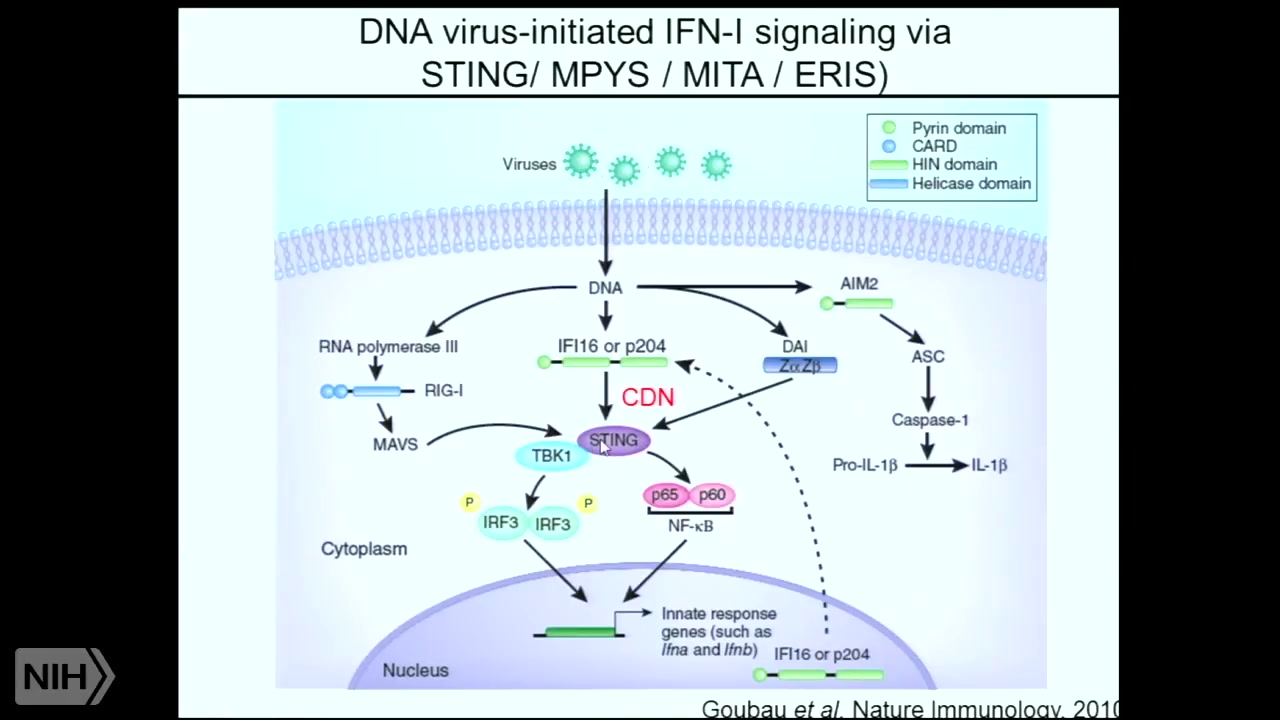 DNA virus-initiated IFN-I signaling via
STING/ MPYS / MITA / ERIS)
Pyrin domain
CARD
HIN domain
Helicase domain
Viruses
DNA
AIM2
RNA polymerase III
IFI16 or p204
DAI
ZαZβ
ASC
RIG-I
CDN
MAVS
STING
TBK1
Caspase-1
Pro-IL-1β
IL-1β
P
P
IRF3
IRF3
p65
p60
NF-κB
Cytoplasm
Innate response
genes (such as
Ifna and Ifnb)
IFI16 or p204
Nucleus
NIH
Goubau et al, Nature Immunology, 2010